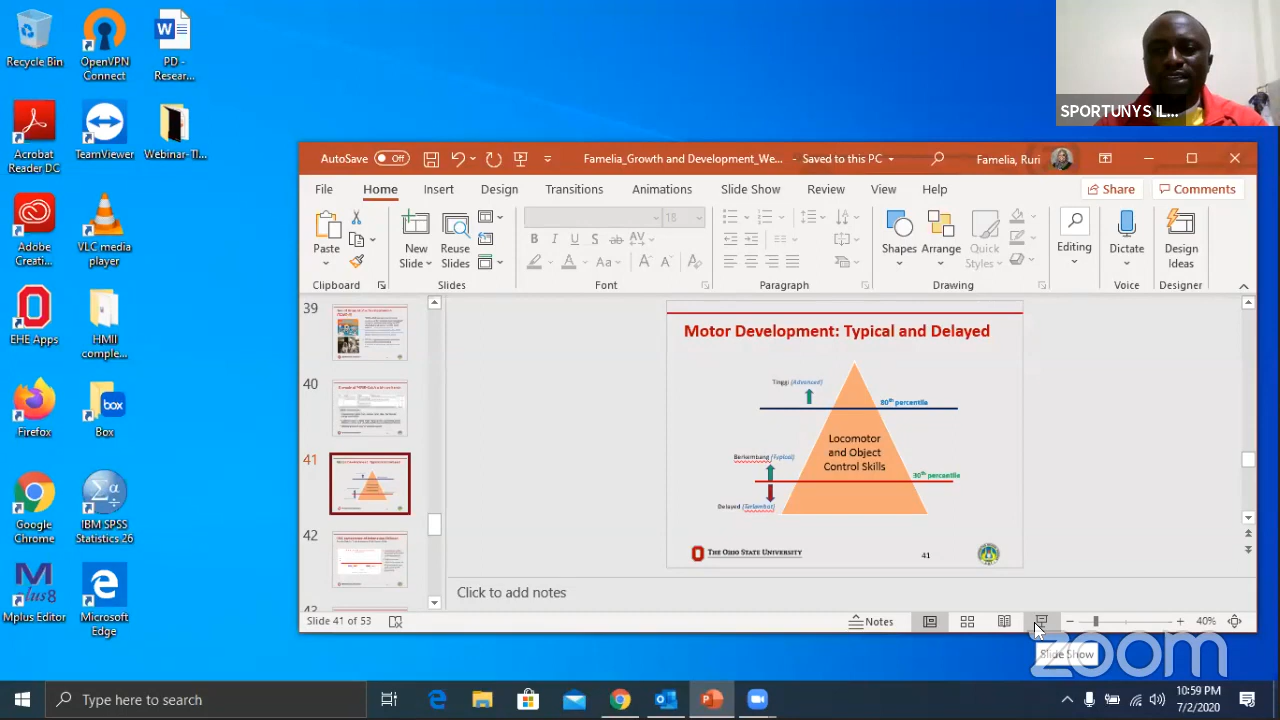 Recycle Bin
OpenVPN
Connect
PD -
Resear...
Acrobat
Reader DC
TeamViewer
Webinar-TI...
Adobe
Creati...
VLC media
player
EHE Apps
HMII
comple...
Firefox
Box
box
Google
Chrome
IBM SPSS
Statistics 26
Mplus Editor
Microsoft
Edge
SPORTUNYS IL...
AutoSave Off
Famelia_Growth and Development_We... - Saved to this PC
Famelia, Ruri
File Home Insert Design Transitions Animations Slide Show Review View Help
Share Comments
Paste
New
Slide
Reuse
Slides
18
Shapes Arrange Quick
Styles
Editing
Dictate
Design
Ideas
Clipboard Slides Font Paragraph Drawing Voice Designer
39
40
41
42
Motor Development: Typical and Delayed
Tinggi (Advanced)
80th percentile
Locomotor
and Object
Control Skills
Berkembang (Typical)
30th percentile
Delayed (Terlambat)
THE OHIO STATE UNIVERSITY
41
Click to add notes
Slide 41 of 53
Notes
40%
Slide Show
zoom
Type here to search
10:59 PM
7/2/2020